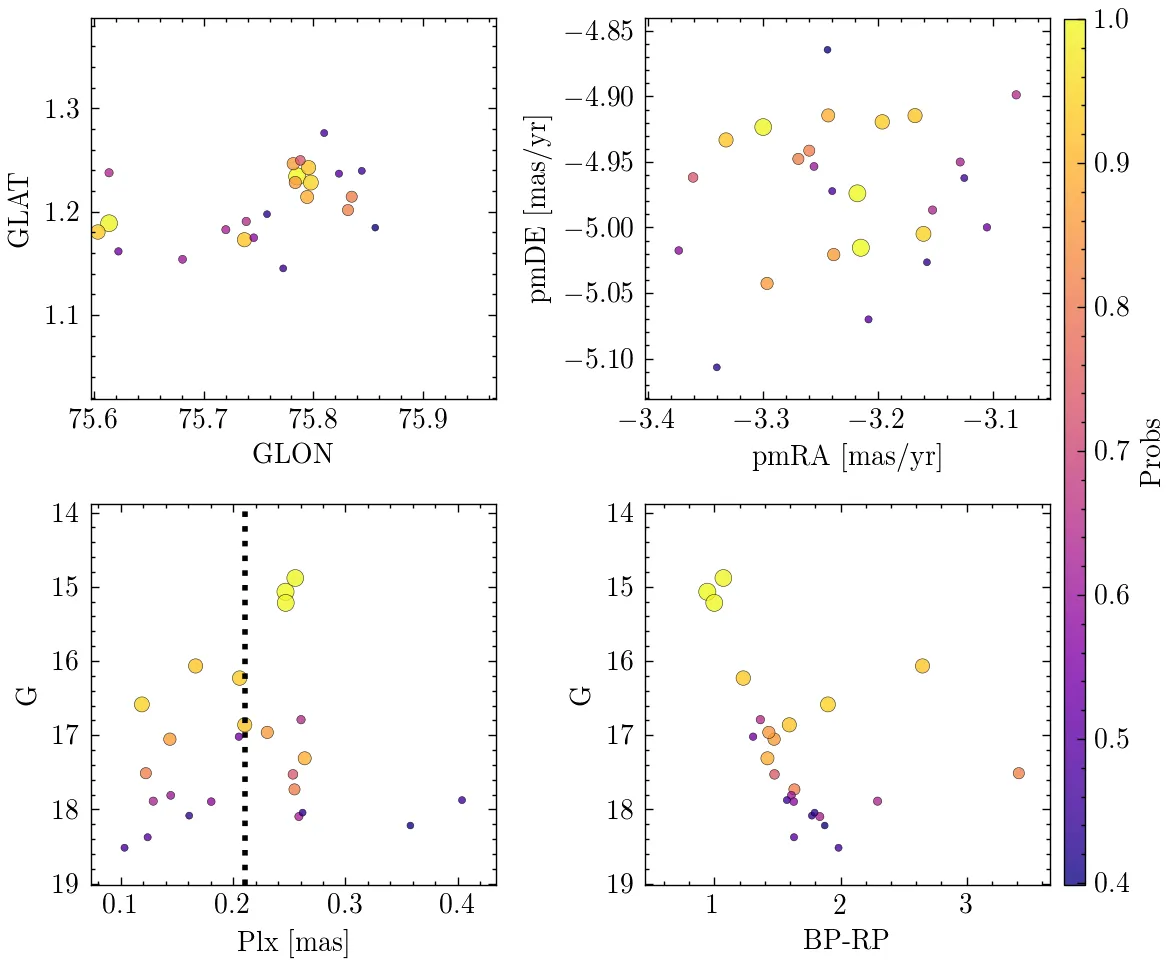 1.3
1.2
1.1
GLAT
75.6 75.7 75.8 75.9
GLON
−4.85
−4.90
−4.95
−5.00
−5.05
−5.10
pmDE [mas/yr]
−3.4 −3.3 −3.2 −3.1
pmRA [mas/yr]
14
15
16
17
18
19
G
0.1 0.2 0.3 0.4
Plx [mas]
14
15
16
17
18
19
G
1 2 3
BP-RP
1.0
0.9
0.8
0.7
0.6
0.5
0.4
Probs